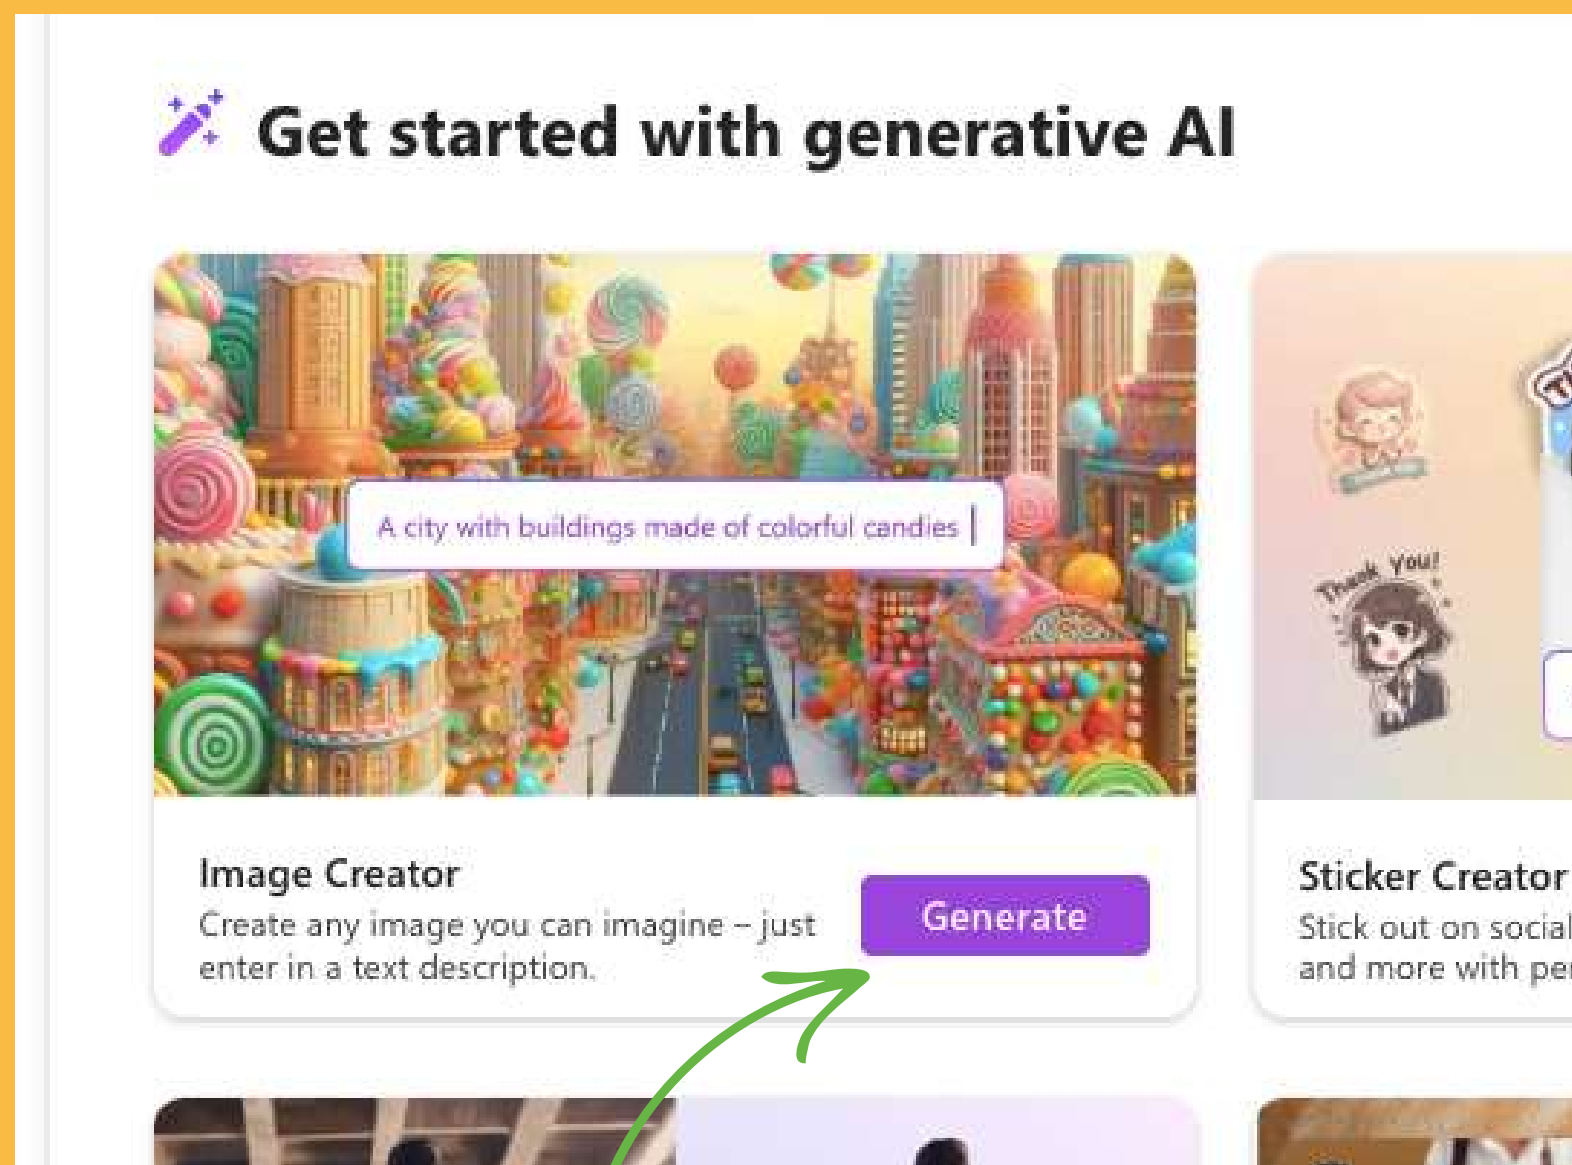 Get started with generative AI
A city with buildings made of colorful candies
Thank You!
Image Creator
Create any image you can imagine – just
enter in a text description.
Generate
Sticker Creator
Stick out on social
and more with